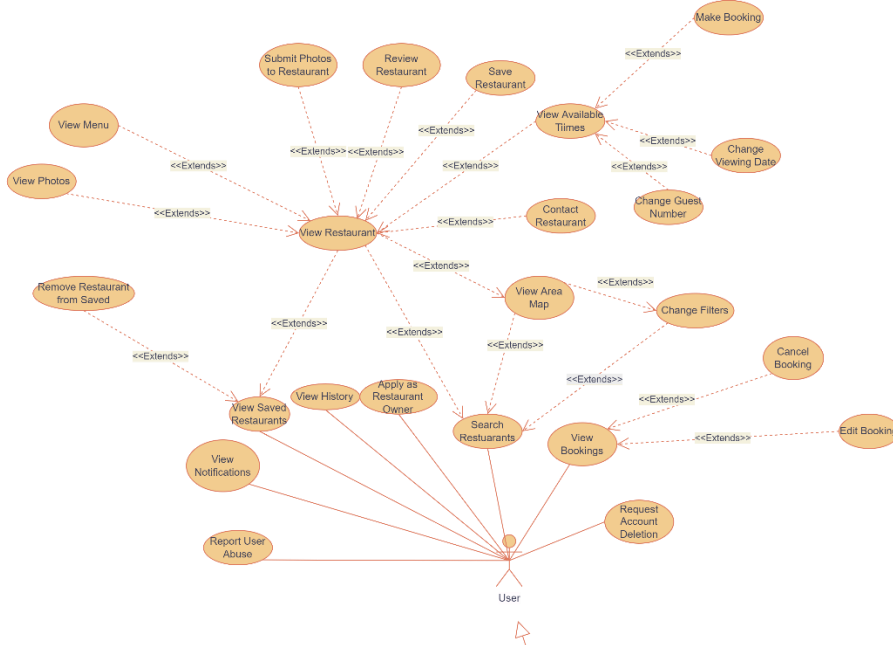 Make Booking
<<Extends>>
Submit Photos
to Restaurant
Review
Restaurant
Save
Restaurant
View Available
Tiimes
View Menu
<<Extends>>
<<Extends>>
<<Extends>>
<<Extends>>
<<Extends>>
<<Extends>>
<<Extends>>
Change
Viewing Date
<<Extends>>
View Photos
<<Extends>>
Contact
Restaurant
Change Guest
Number
<<Extends>>
View Restaurant
<<Extends>>
<<Extends>>
Remove Restaurant
from Saved
View Area
Map
<<Extends>>
Change Filters
<<Extends>>
<<Extends>>
<<Extends>>
<<Extends>>
Cancel
Booking
<<Extends>>
<<Extends>>
View History
Apply as
Restaurant
Owner
View Saved
Restaurants
Search
Restuarants
View
Bookings
<<Extends>>
Edit Booking
View
Notifications
Request
Account
Deletion
Report User
Abuse
User